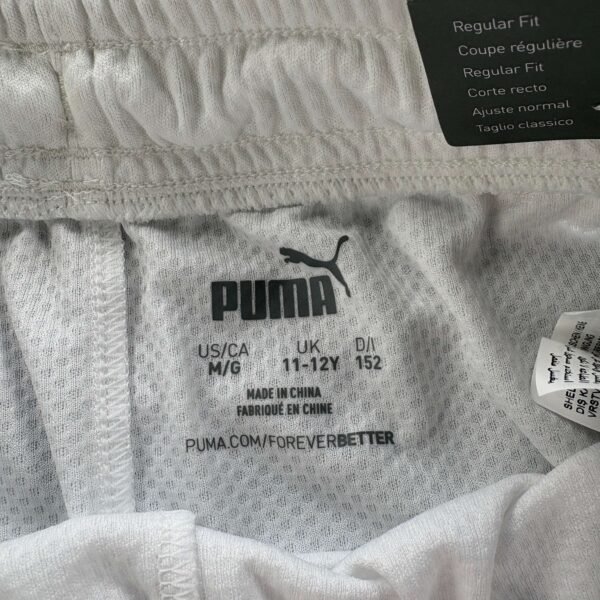 Regular Fit
Coupe régulière
Regular Fit
Corte recto
Ajuste normal
Taglio classico
PUMA
US/CA UK D/I
M/G 11-12Y 152
MADE IN CHINA
FABRIQUÉ EN CHINE
PUMA.COM/FOREVERBETTER